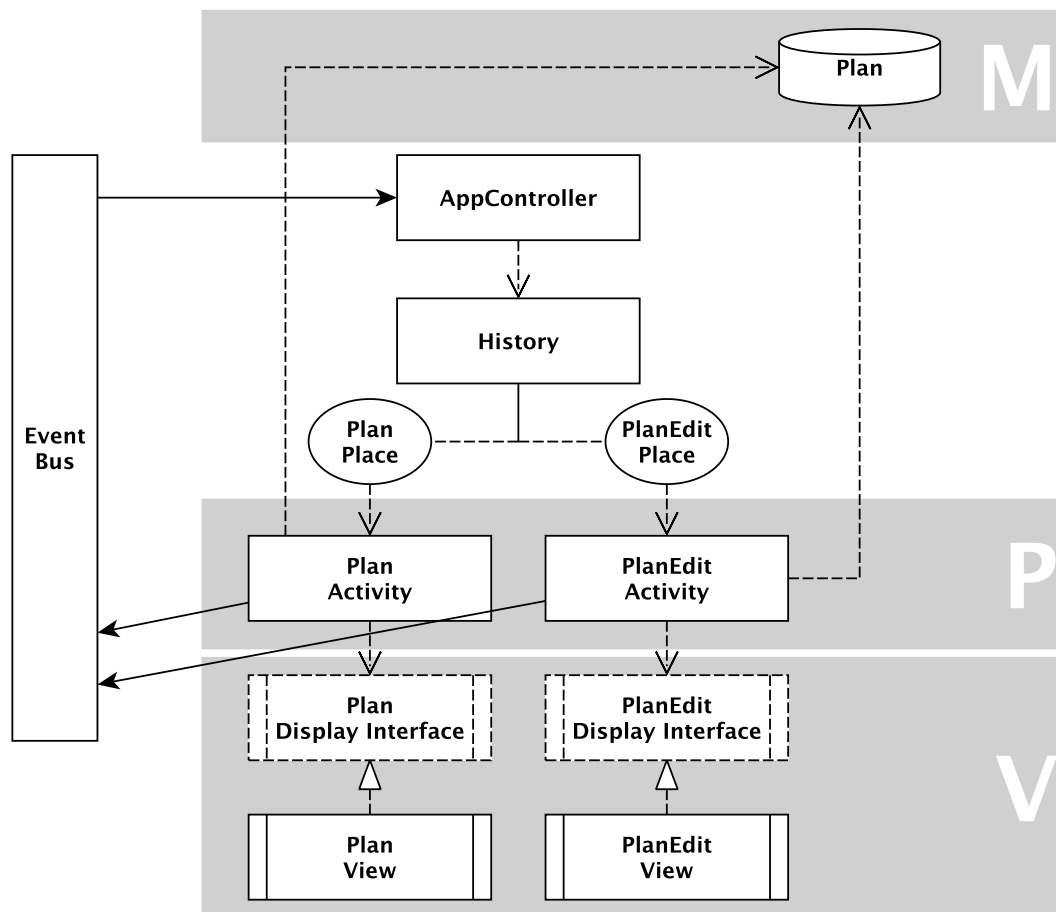 M
Plan
AppController
History
Event
Bus
Plan
Place
PlanEdit
Place
P
Plan
Activity
PlanEdit
Activity
V
Plan
Display Interface
PlanEdit
Display Interface
Plan
View
PlanEdit
View